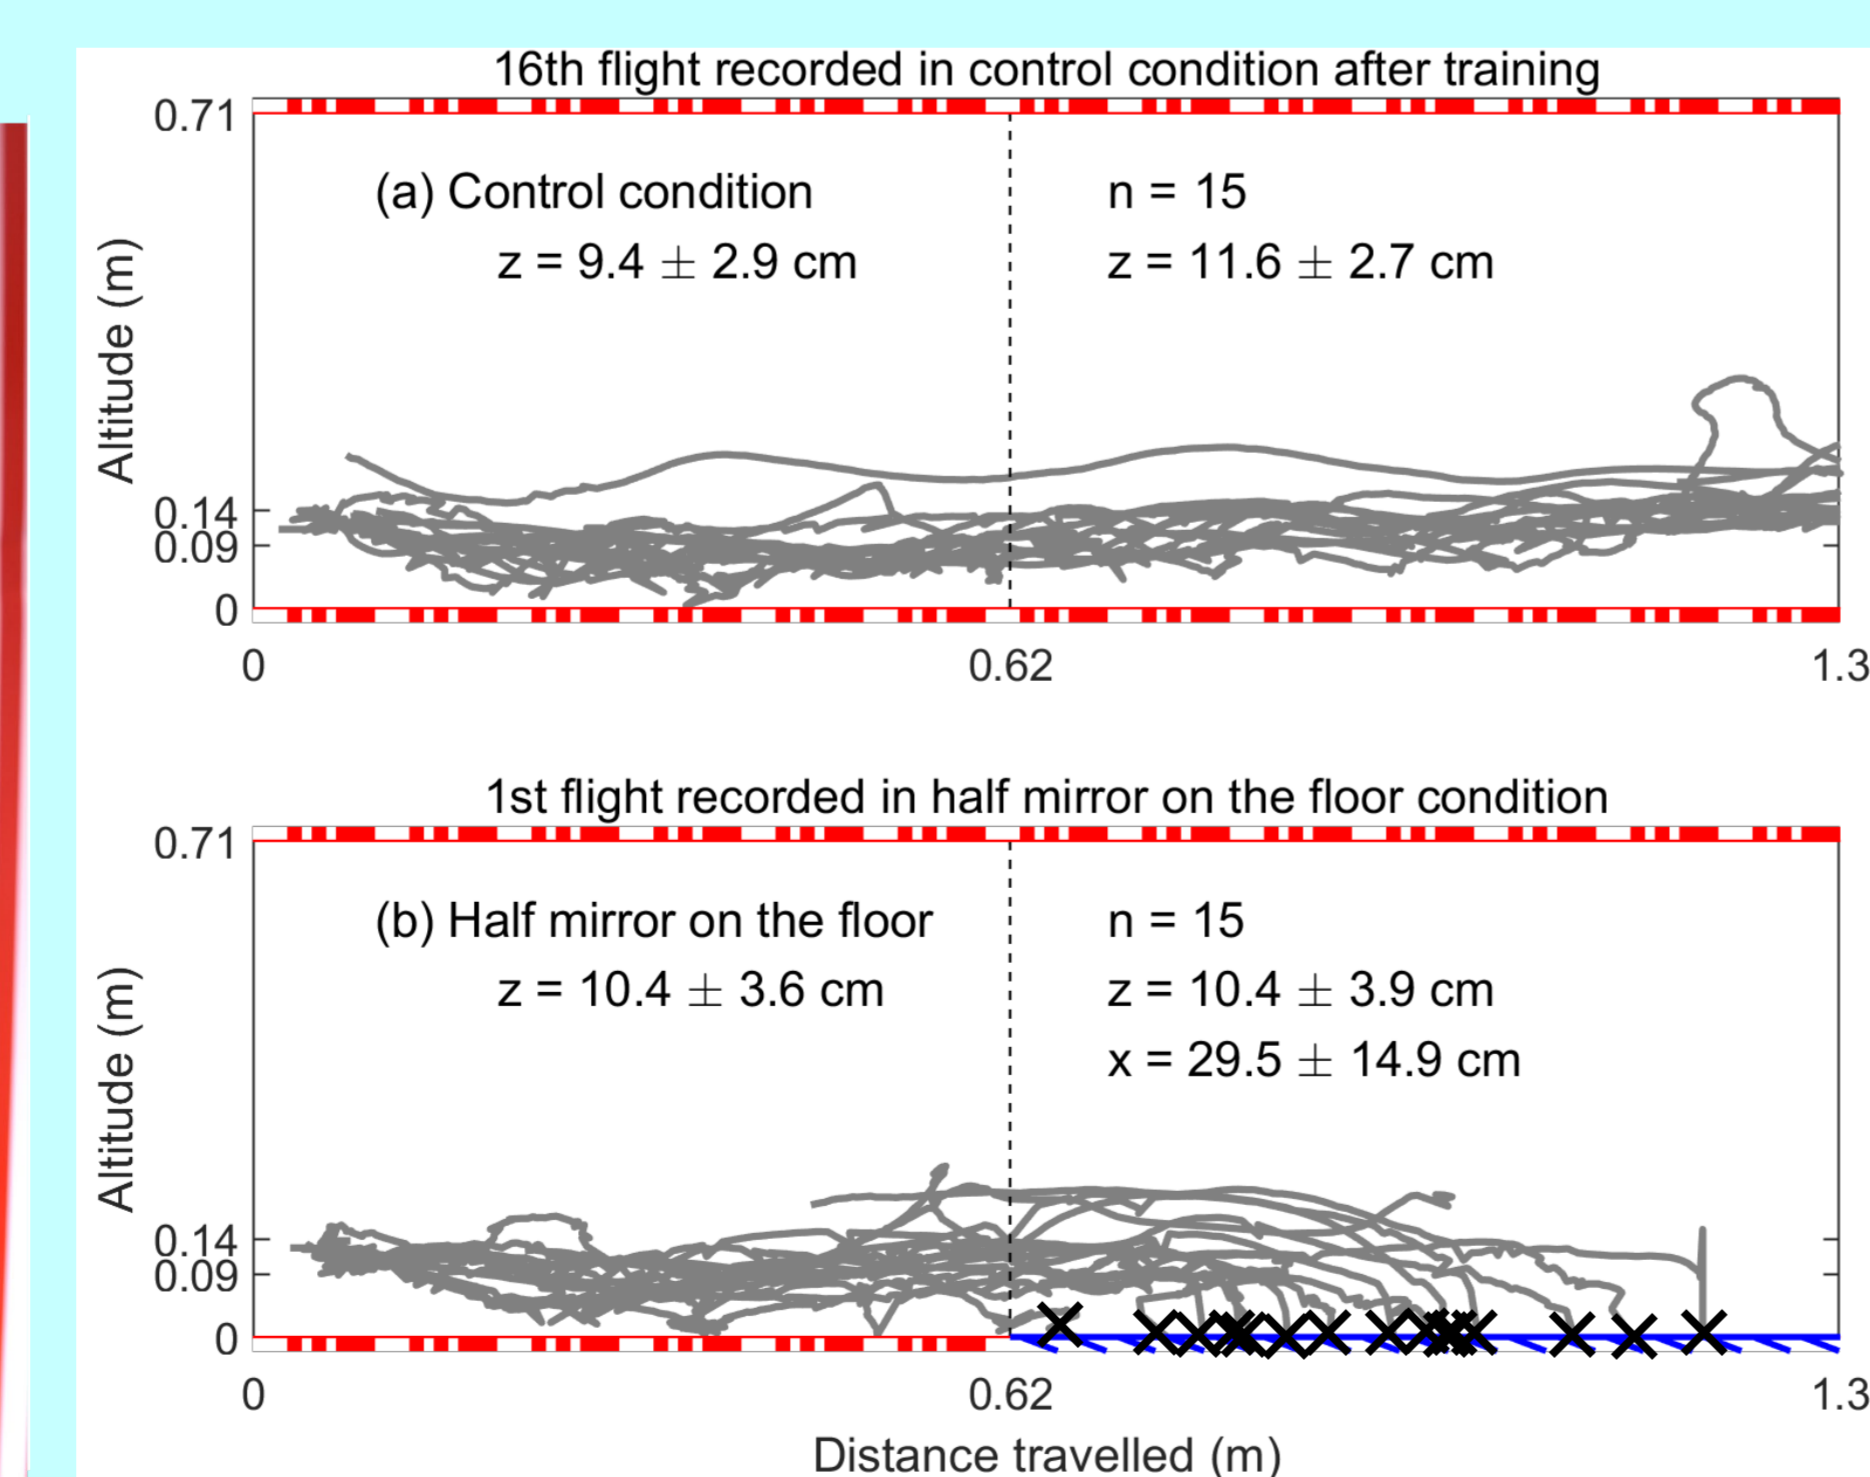 16th flight recorded in control condition after training
0.71
(a) Control condition
n = 15
z = 9.4 ± 2.9 cm
z = 11.6 ± 2.7 cm
Altitude (m)
0.14
0.09
0
0 0.62 1.3
1st flight recorded in half mirror on the floor condition
0.71
(b) Half mirror on the floor
n = 15
z = 10.4 ± 3.6 cm
z = 10.4 ± 3.9 cm
x = 29.5 ± 14.9 cm
Altitude (m)
0.14
0.09
0
0 0.62 1.3
Distance travelled (m)